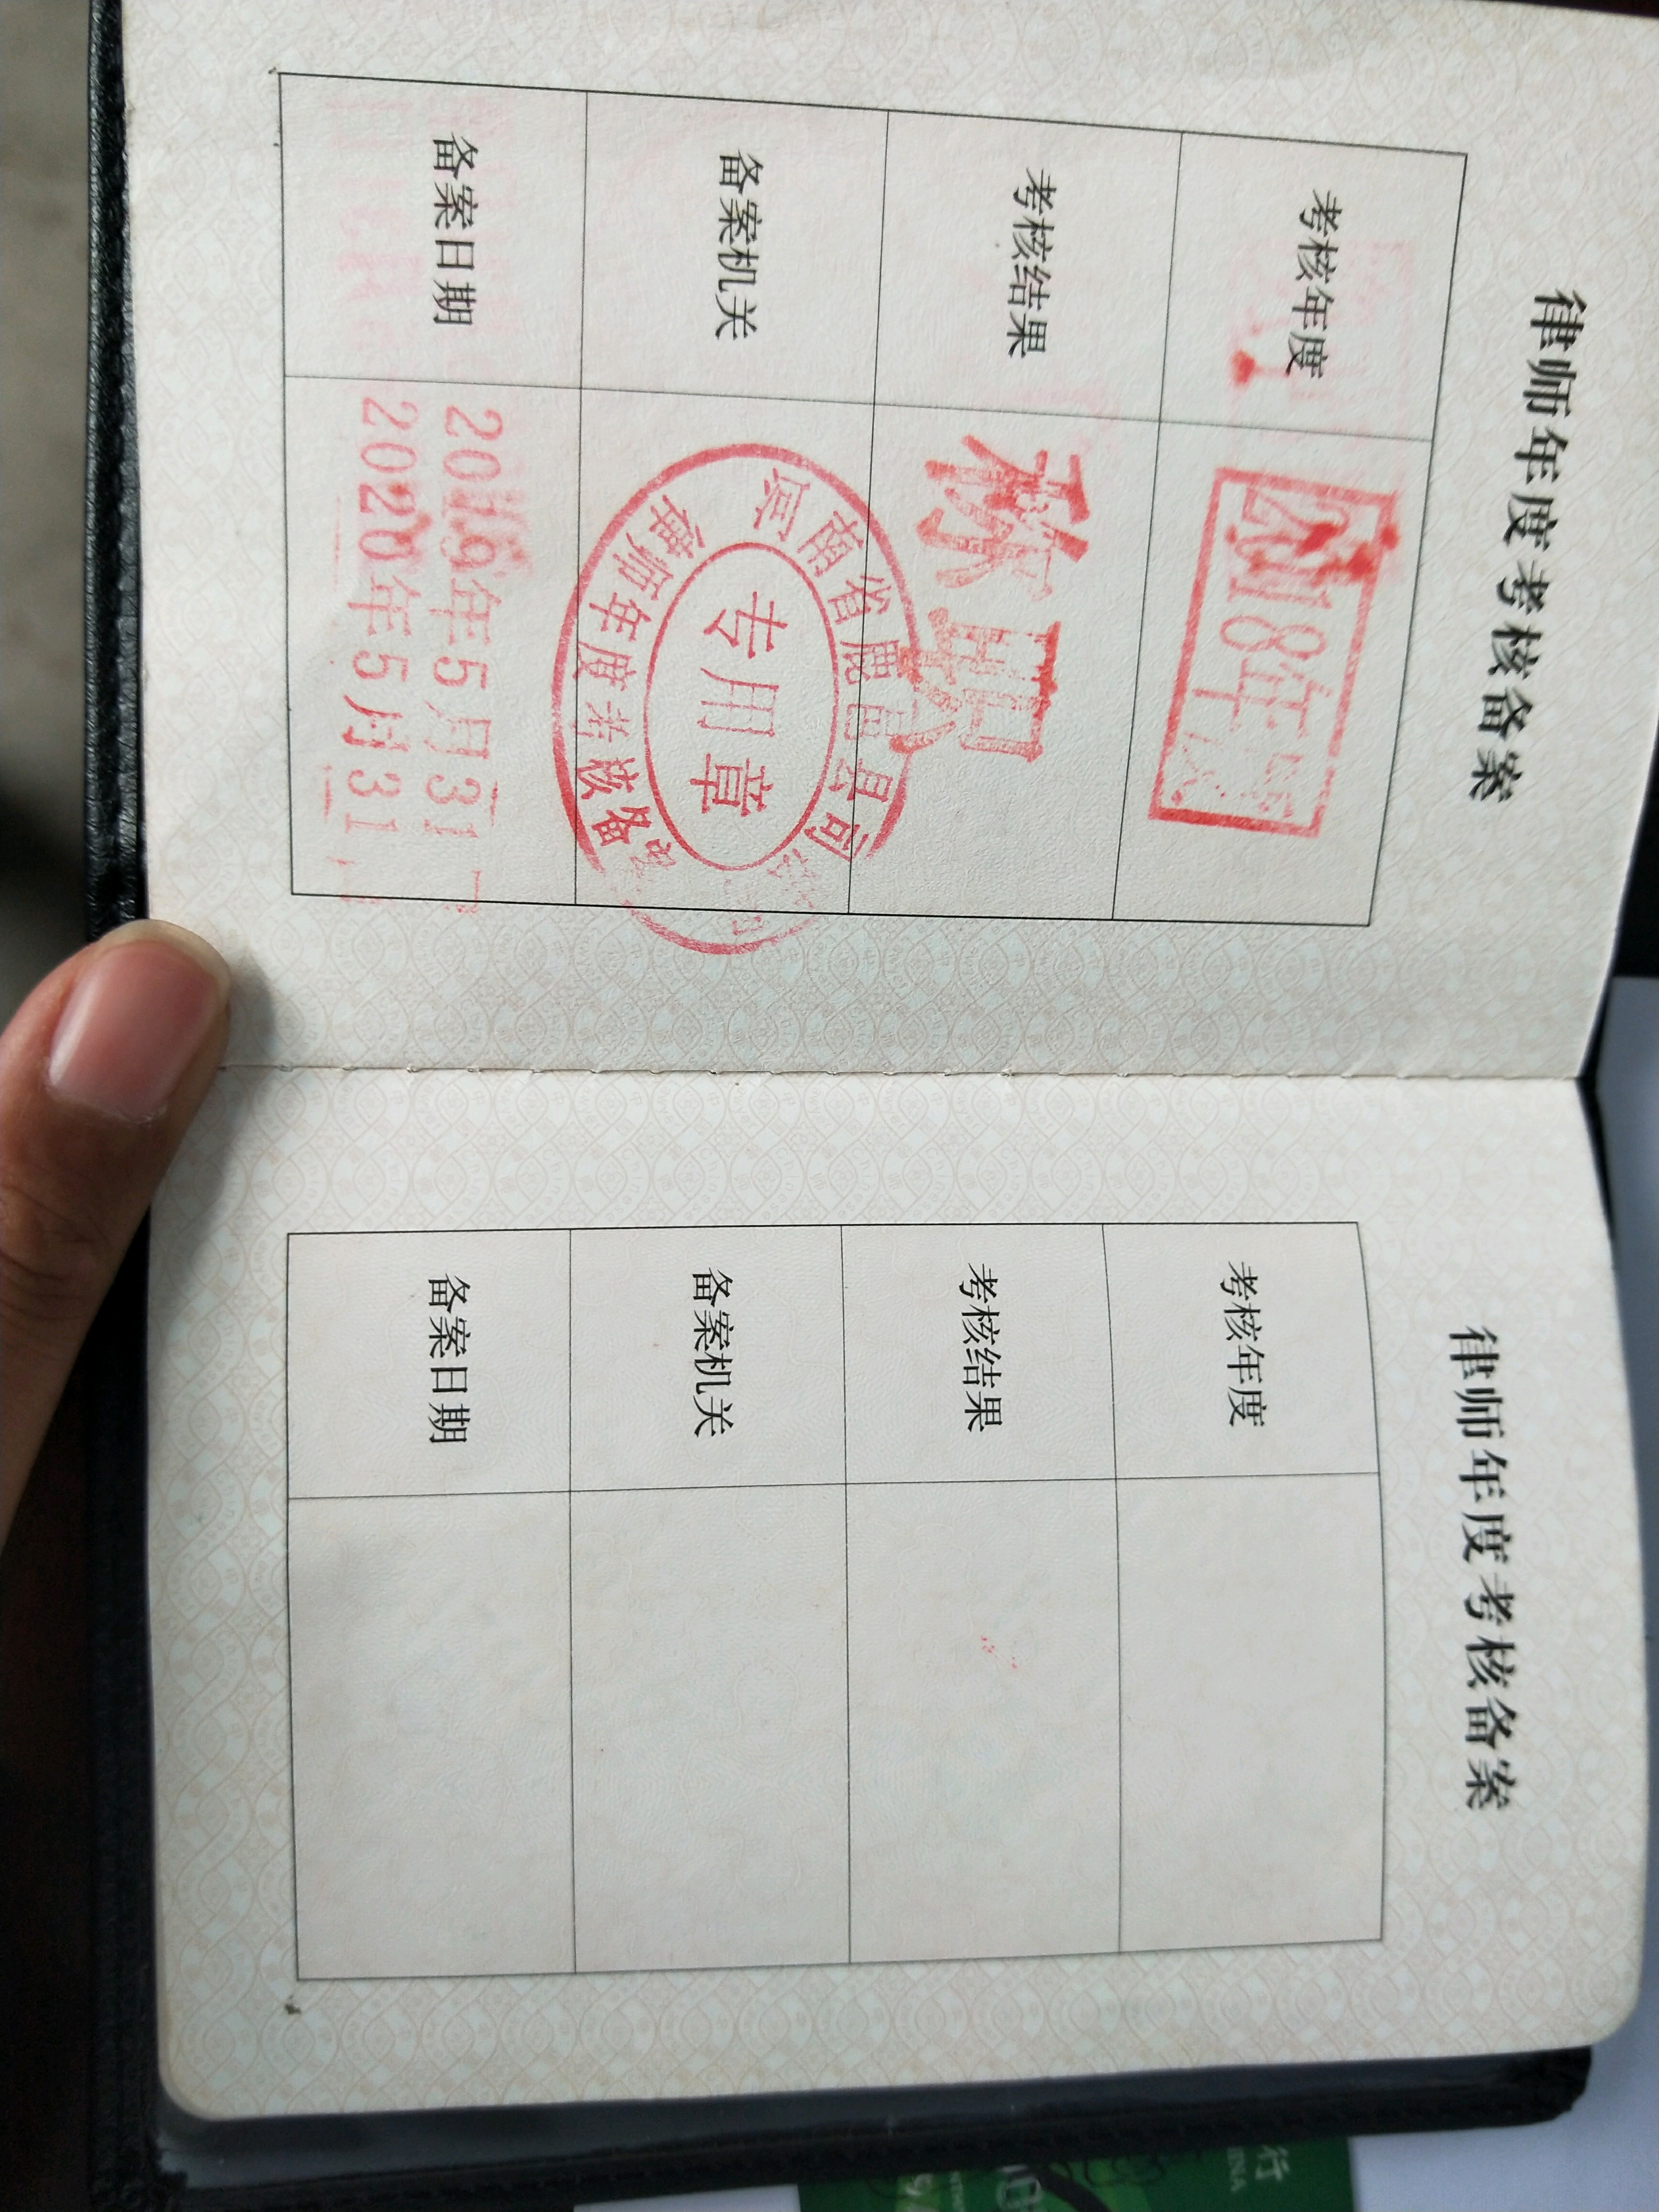 律师年度考核备案
考核年度
2018年度
考核结果
称职
备案机关
河南省鹿邑县司法局
律师年度考核备案
专用章
备案日期
2019年5月31日
2020年5月31日
律师年度考核备案
考核年度
考核结果
备案机关
备案日期
行